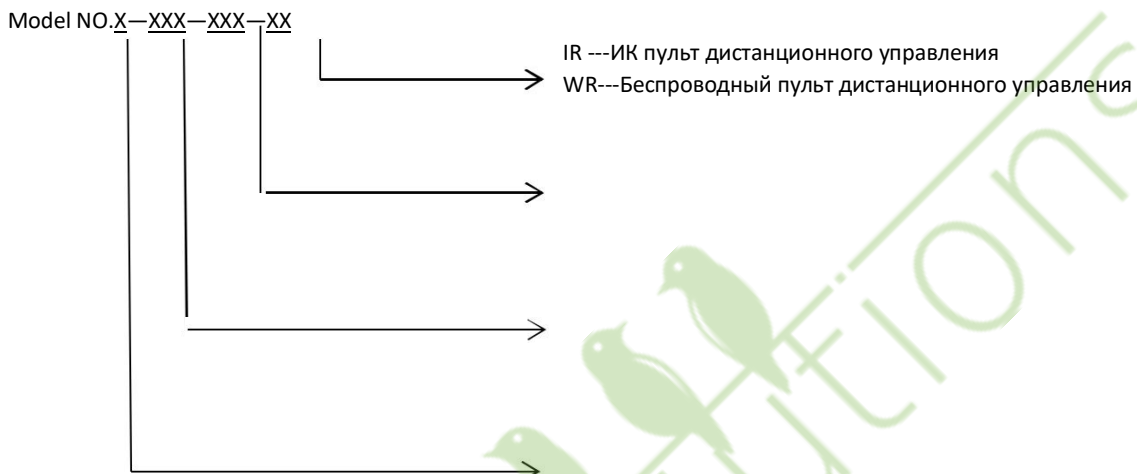 Model NO.X—XXX—XXX—XX
IR ---ИК пульт дистанционного управления
WR---Беспроводный пульт дистанционного управления